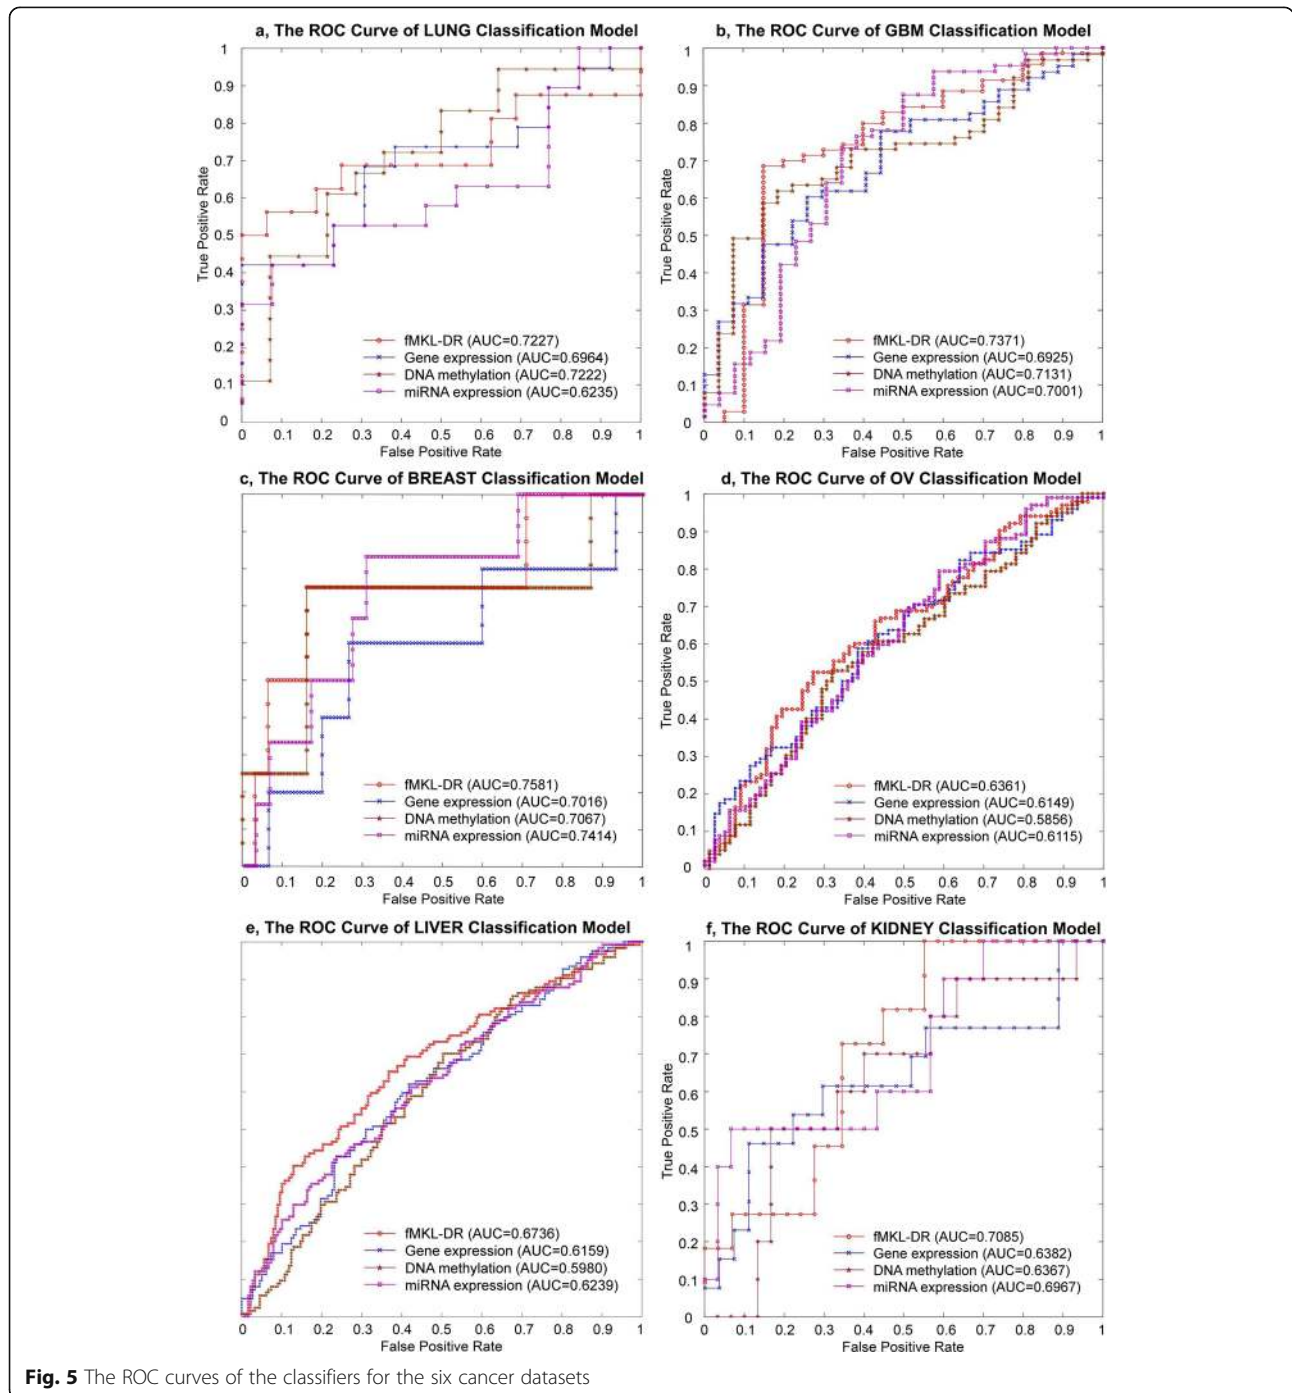 a, The ROC Curve of LUNG Classification Model
1
0.9
0.8
0.7
0.6
0.5
0.4
0.3
0.2
0.1
0
True Positive Rate
fMKL-DR (AUC=0.7227)
Gene expression (AUC=0.6964)
DNA methylation (AUC=0.7222)
miRNA expression (AUC=0.6235)
0 0.1 0.2 0.3 0.4 0.5 0.6 0.7 0.8 0.9 1
False Positive Rate
b, The ROC Curve of GBM Classification Model
1
0.9
0.8
0.7
0.6
0.5
0.4
0.3
0.2
0.1
0
True Positive Rate
fMKL-DR (AUC=0.7371)
Gene expression (AUC=0.6925)
DNA methylation (AUC=0.7131)
miRNA expression (AUC=0.7001)
0 0.1 0.2 0.3 0.4 0.5 0.6 0.7 0.8 0.9 1
False Positive Rate
c, The ROC Curve of BREAST Classification Model
fMKL-DR (AUC=0.7581)
Gene expression (AUC=0.7016)
DNA methylation (AUC=0.7067)
miRNA expression (AUC=0.7414)
0 0.1 0.2 0.3 0.4 0.5 0.6 0.7 0.8 0.9 1
False Positive Rate
d, The ROC Curve of OV Classification Model
1
0.9
0.8
0.7
0.6
0.5
0.4
0.3
0.2
0.1
0
True Positive Rate
fMKL-DR (AUC=0.6361)
Gene expression (AUC=0.6149)
DNA methylation (AUC=0.5856)
miRNA expression (AUC=0.6115)
0 0.1 0.2 0.3 0.4 0.5 0.6 0.7 0.8 0.9 1
False Positive Rate
e, The ROC Curve of LIVER Classification Model
fMKL-DR (AUC=0.6736)
Gene expression (AUC=0.6159)
DNA methylation (AUC=0.5980)
miRNA expression (AUC=0.6239)
0 0.1 0.2 0.3 0.4 0.5 0.6 0.7 0.8 0.9 1
False Positive Rate
f, The ROC Curve of KIDNEY Classification Model
1
0.9
0.8
0.7
0.6
0.5
0.4
0.3
0.2
0.1
0
True Positive Rate
fMKL-DR (AUC=0.7085)
Gene expression (AUC=0.6382)
DNA methylation (AUC=0.6367)
miRNA expression (AUC=0.6967)
0 0.1 0.2 0.3 0.4 0.5 0.6 0.7 0.8 0.9 1
False Positive Rate
Fig. 5 The ROC curves of the classifiers for the six cancer datasets